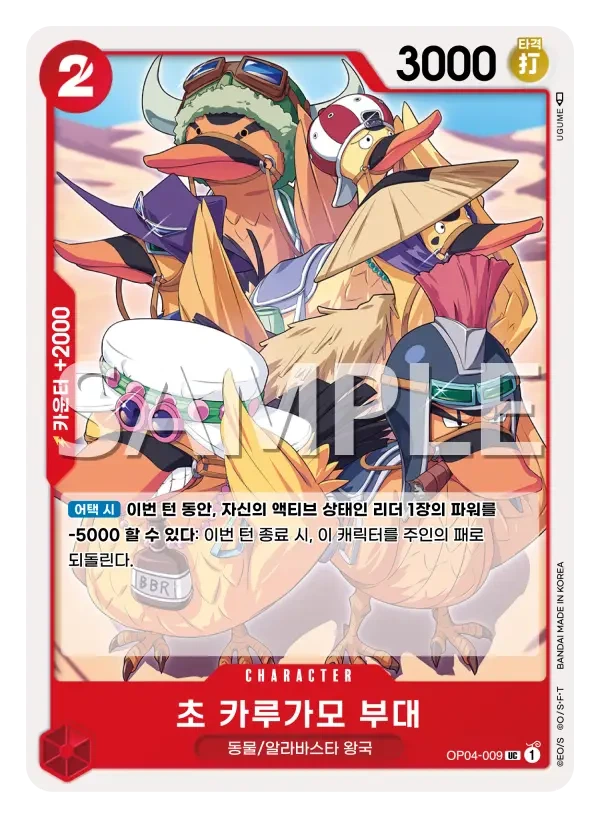 2
3000
타격
打
UGUME
카운터 +2000
SAMPLE
어택 시 이번 턴 동안, 자신의 액티브 상태인 리더 1장의 파워를
-5000 할 수 있다: 이번 턴 종료 시, 이 캐릭터를 주인의 패로
되돌린다.
BBR
CHARACTER
초 카루가모 부대
동물/알라바스타 왕국
OP04-009 UC 1
©EO/S ©O/S·F·T BANDAI MADE IN KOREA